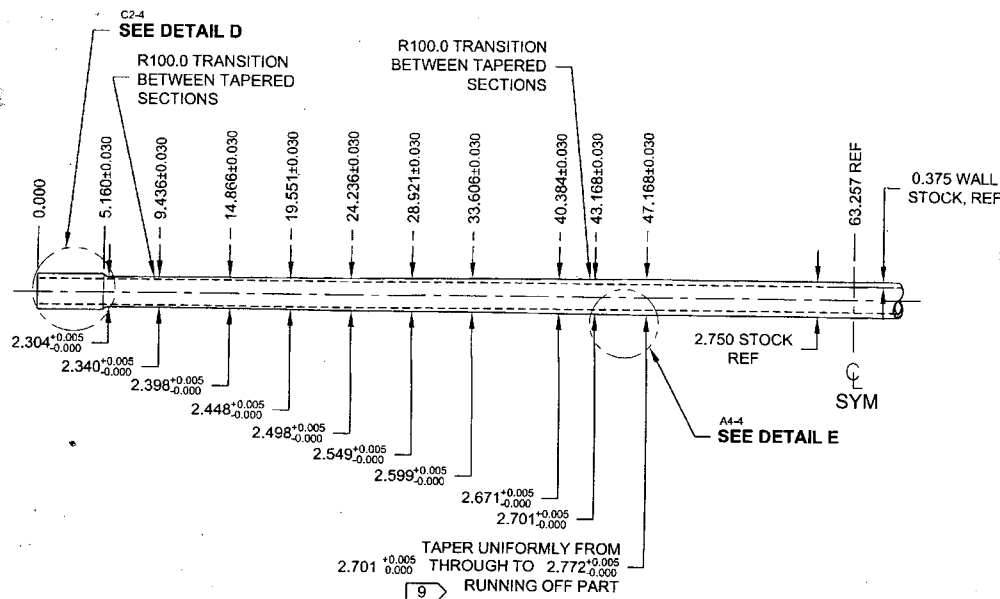 C2-4
SEE DETAIL D
R100.0 TRANSITION
BETWEEN TAPERED
SECTIONS
R100.0 TRANSITION
BETWEEN TAPERED
SECTIONS
0.000
5.160±0.030
9.436±0.030
14.866±0.030
19.551±0.030
24.236±0.030
28.921±0.030
33.606±0.030
40.384±0.030
43.168±0.030
47.168±0.030
63.257 REF
0.375 WALL
STOCK, REF
2.304 +0.005 -0.000
2.340 +0.005 -0.000
2.398 +0.005 -0.000
2.448 +0.005 -0.000
2.498 +0.005 -0.000
2.549 +0.005 -0.000
2.599 +0.005 -0.000
2.671 +0.005 -0.000
2.701 +0.005 -0.000
2.750 STOCK
REF
℄
SYM
A4-4
SEE DETAIL E
TAPER UNIFORMLY FROM
2.701 +0.005 0.000 THROUGH TO 2.772 +0.005 -0.000
9 RUNNING OFF PART